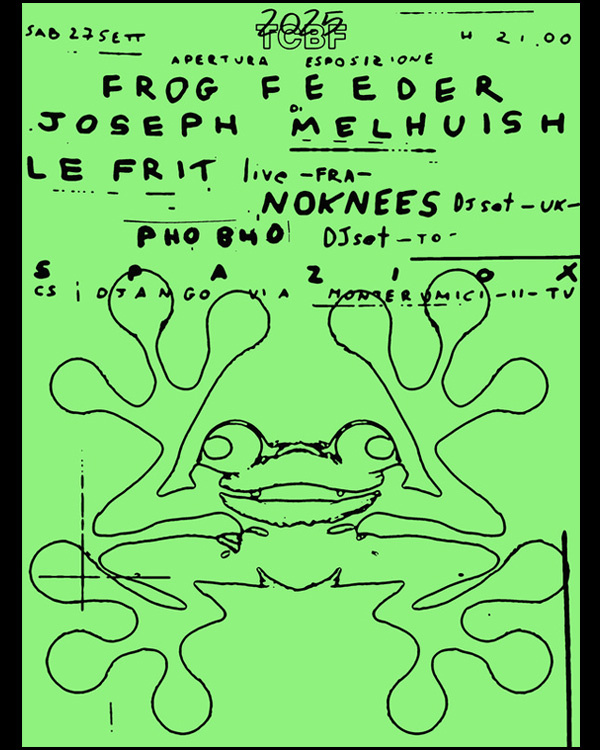 2025
TCBF
SAB 27 SETT H 21.00
APERTURA ESPOSIZIONE
FROG FEEDER
DI
JOSEPH MELHUISH
LE FRIT live -FRA-
NOKNEES DJ set - UK-
PHO BHO DJset - TO -
SPAZIO X
CS i DJANGO VIA MONTERUMICI - 11 - TV